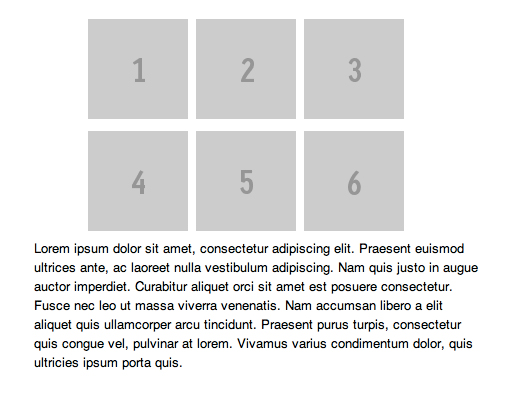 1 2 3
4 5 6
Lorem ipsum dolor sit amet, consectetur adipiscing elit. Praesent euismod
ultrices ante, ac laoreet nulla vestibulum adipiscing. Nam quis justo in augue
auctor imperdiet. Curabitur aliquet orci sit amet est posuere consectetur.
Fusce nec leo ut massa viverra venenatis. Nam accumsan libero a elit
aliquet quis ullamcorper arcu tincidunt. Praesent purus turpis, consectetur
quis congue vel, pulvinar at lorem. Vivamus varius condimentum dolor, quis
ultricies ipsum porta quis.